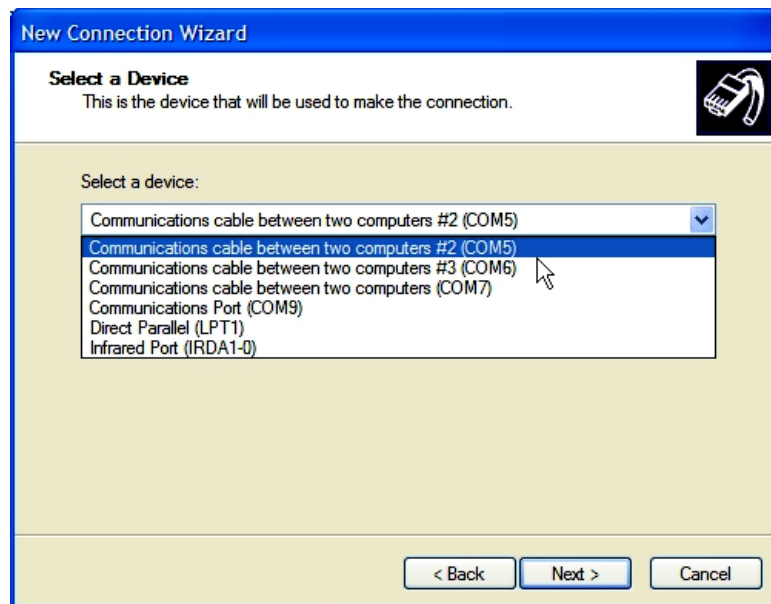 New Connection Wizard
Select a Device
This is the device that will be used to make the connection.
Select a device:
Communications cable between two computers #2 (COM5)
Communications cable between two computers #2 (COM5)
Communications cable between two computers #3 (COM6)
Communications cable between two computers (COM7)
Communications Port (COM9)
Direct Parallel (LPT1)
Infrared Port (IRDA1-0)
< Back Next > Cancel